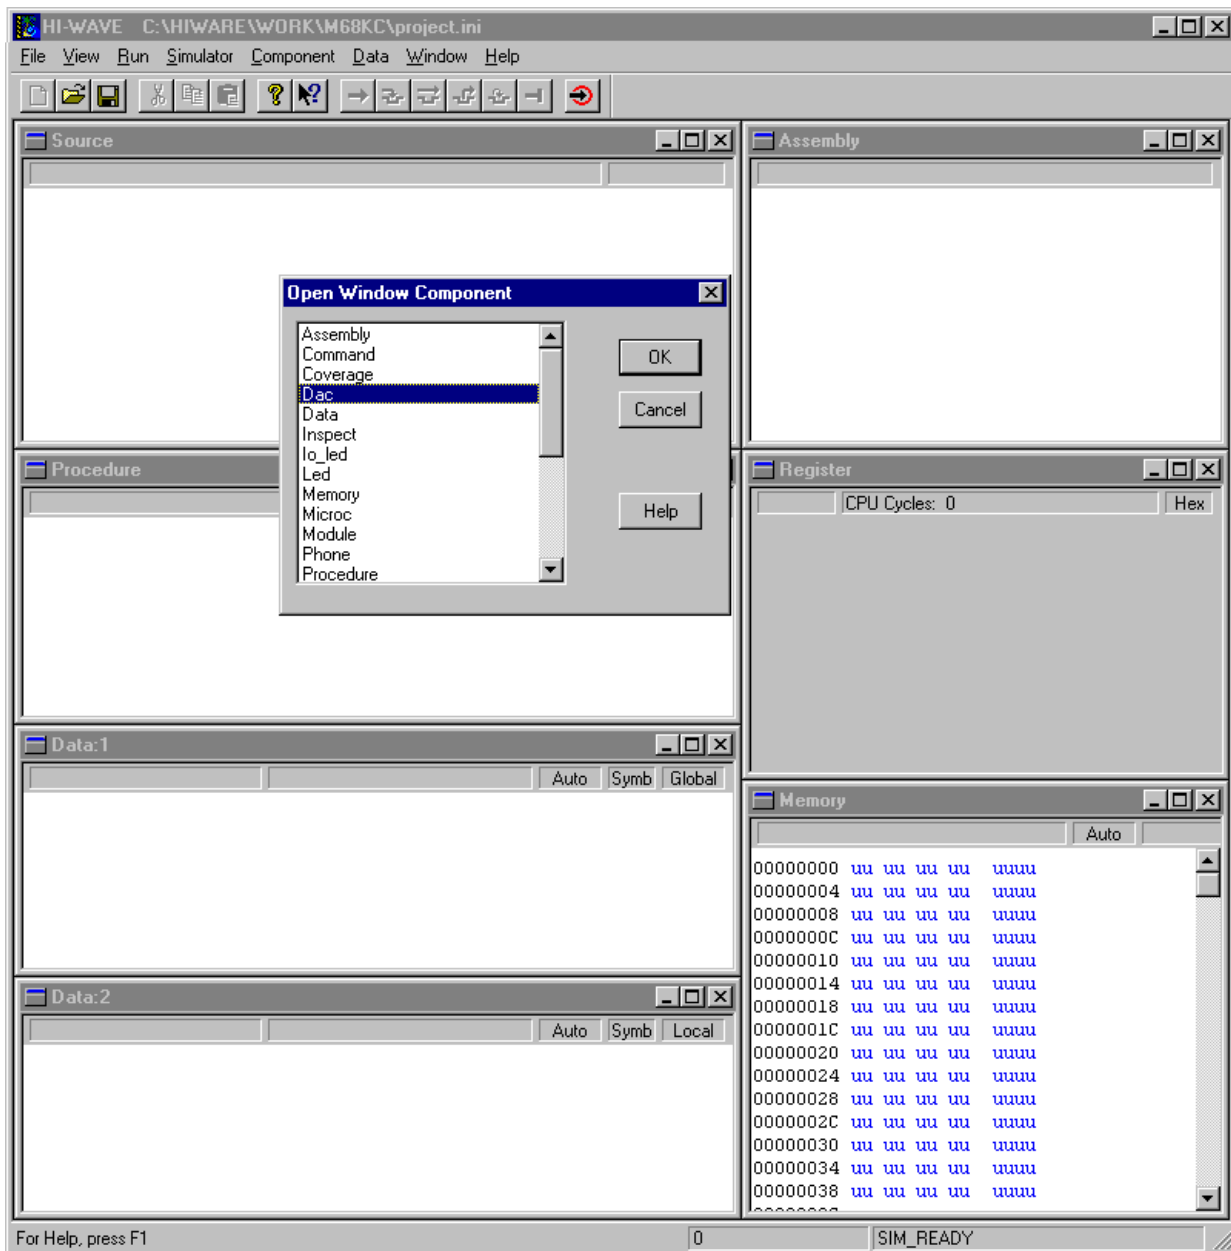 HI-WAVE C:\HIWARE\WORK\M68KC\project.ini
File View Run Simulator Component Data Window Help
Source
Assembly
Open Window Component
Assembly
Command
Coverage
Dac
Data
Inspect
Io_led
Led
Memory
Microc
Module
Phone
Procedure
OK
Cancel
Help
Procedure
Register
CPU Cycles: 0
Hex
Data:1
Auto Symb Global
Memory
Auto
00000000 uu uu uu uu uuuu
00000004 uu uu uu uu uuuu
00000008 uu uu uu uu uuuu
0000000C uu uu uu uu uuuu
00000010 uu uu uu uu uuuu
00000014 uu uu uu uu uuuu
00000018 uu uu uu uu uuuu
0000001C uu uu uu uu uuuu
00000020 uu uu uu uu uuuu
00000024 uu uu uu uu uuuu
00000028 uu uu uu uu uuuu
0000002C uu uu uu uu uuuu
00000030 uu uu uu uu uuuu
00000034 uu uu uu uu uuuu
00000038 uu uu uu uu uuuu
Data:2
Auto Symb Local
For Help, press F1
0
SIM_READY